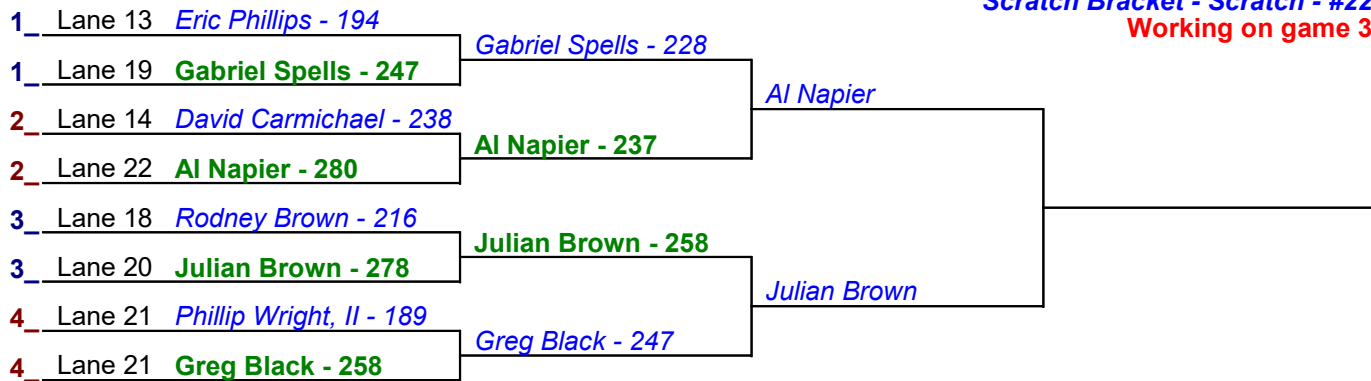 Scratch Bracket - Scratch - #22
Working on game 3
1_ Lane 13 Eric Phillips - 194
Gabriel Spells - 228
1_ Lane 19 Gabriel Spells - 247
Al Napier
2_ Lane 14 David Carmichael - 238
Al Napier - 237
2_ Lane 22 Al Napier - 280
3_ Lane 18 Rodney Brown - 216
Julian Brown - 258
3_ Lane 20 Julian Brown - 278
Julian Brown
4_ Lane 21 Phillip Wright, II - 189
Greg Black - 247
4_ Lane 21 Greg Black - 258